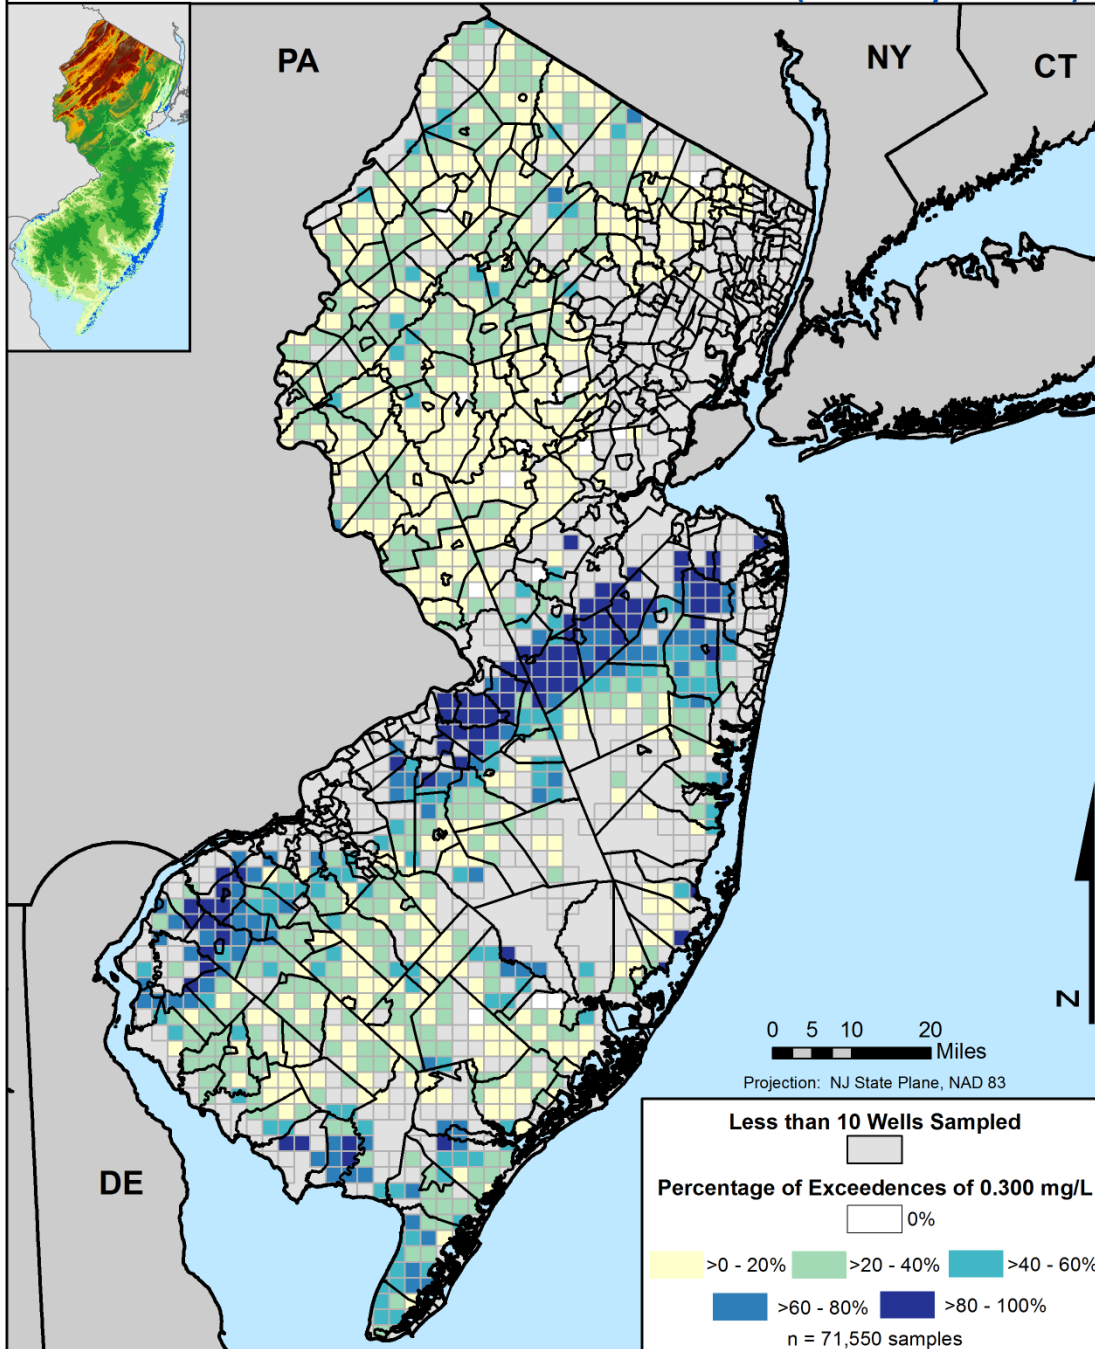 PA
NY
CT
0 5 10 20
Miles
Projection: NJ State Plane, NAD 83
Z
DE
Less than 10 Wells Sampled
Percentage of Exceedences of 0.300 mg/L
0%
>0 - 20% >20 - 40% >40 - 60%
>60 - 80% >80 - 100%
n = 71,550 samples